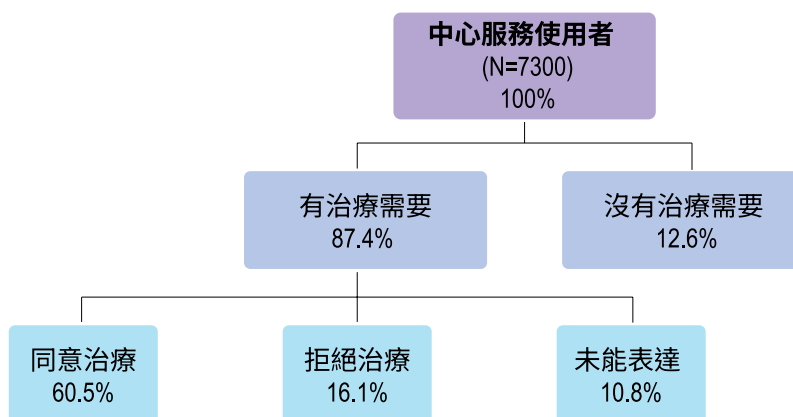 中心服務使用者
(N=7300)
100%
有治療需要
87.4%
沒有治療需要
12.6%
同意治療
60.5%
拒絕治療
16.1%
未能表達
10.8%